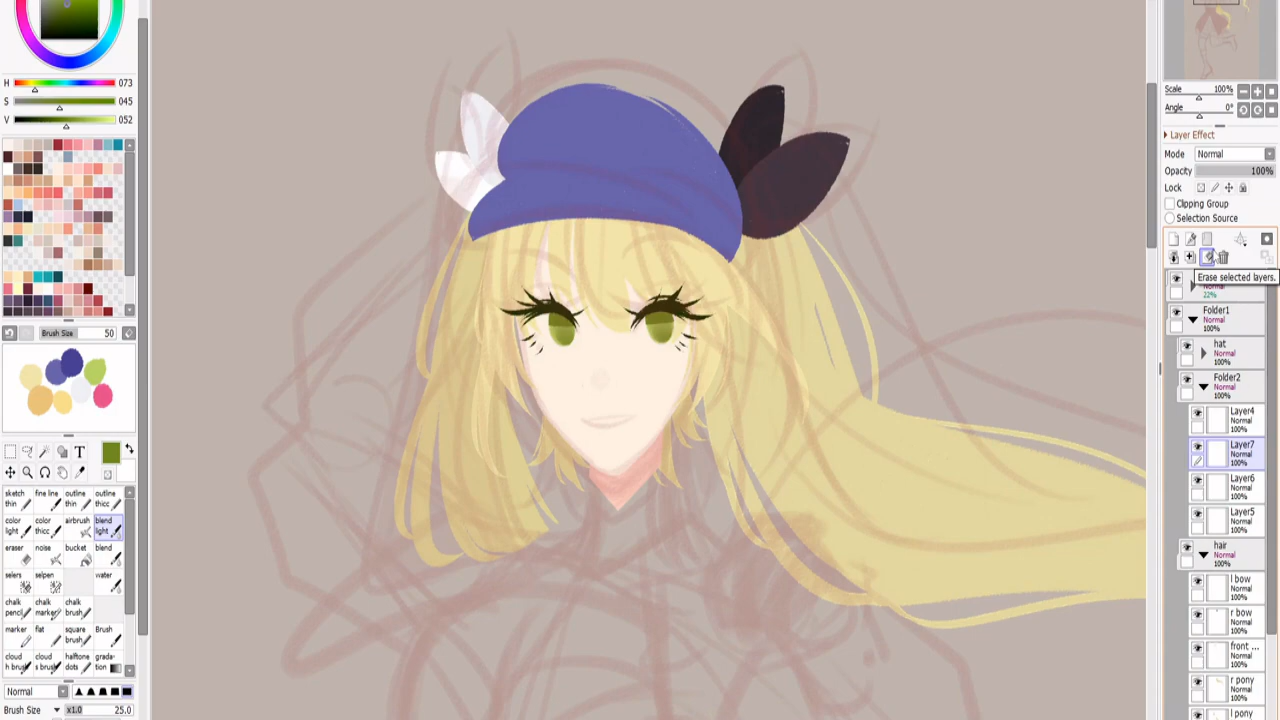 H 073
S 045
V 052
Brush Size 50
T
sketch thin
fine line
outline thin
outline thicc
color light
color thicc
airbrush
blend light
eraser
noise
bucket
blend
selers
selpen
water
chalk pencil
chalk marker
chalk brush
marker
flat
square brush
Brush
cloud h brush
cloud s brush
halftone dots
grada-tion
Normal
Brush Size x1.0 25.0
Scale 100%
Angle 0°
Layer Effect
Mode Normal
Opacity 100%
Lock
Clipping Group
Selection Source
Erase selected layers.
Normal
22%
Folder1
Normal
100%
hat
Normal
100%
Folder2
Normal
100%
Layer4
Normal
100%
Layer7
Normal
100%
Layer6
Normal
100%
Layer5
Normal
100%
hair
Normal
100%
l bow
Normal
100%
r bow
Normal
100%
front ...
Normal
100%
r pony
Normal
100%
l pony